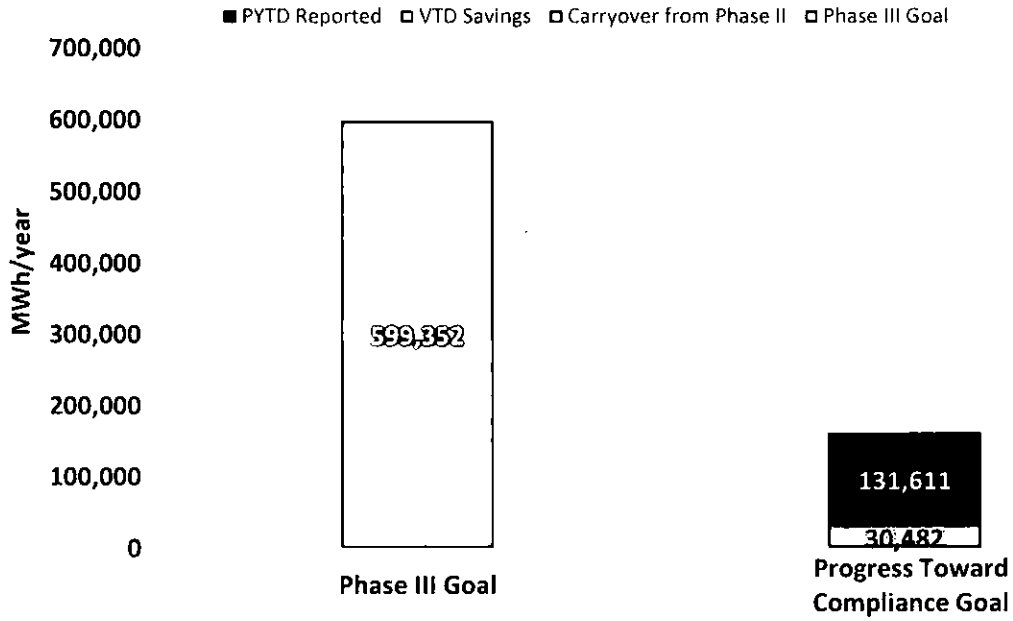 PYTD Reported VTD Savings Carryover from Phase II Phase III Goal
700,000
600,000
500,000
400,000
300,000
200,000
100,000
0
MWh/year
599,352
131,611
30,482
Phase III Goal
Progress Toward
Compliance Goal